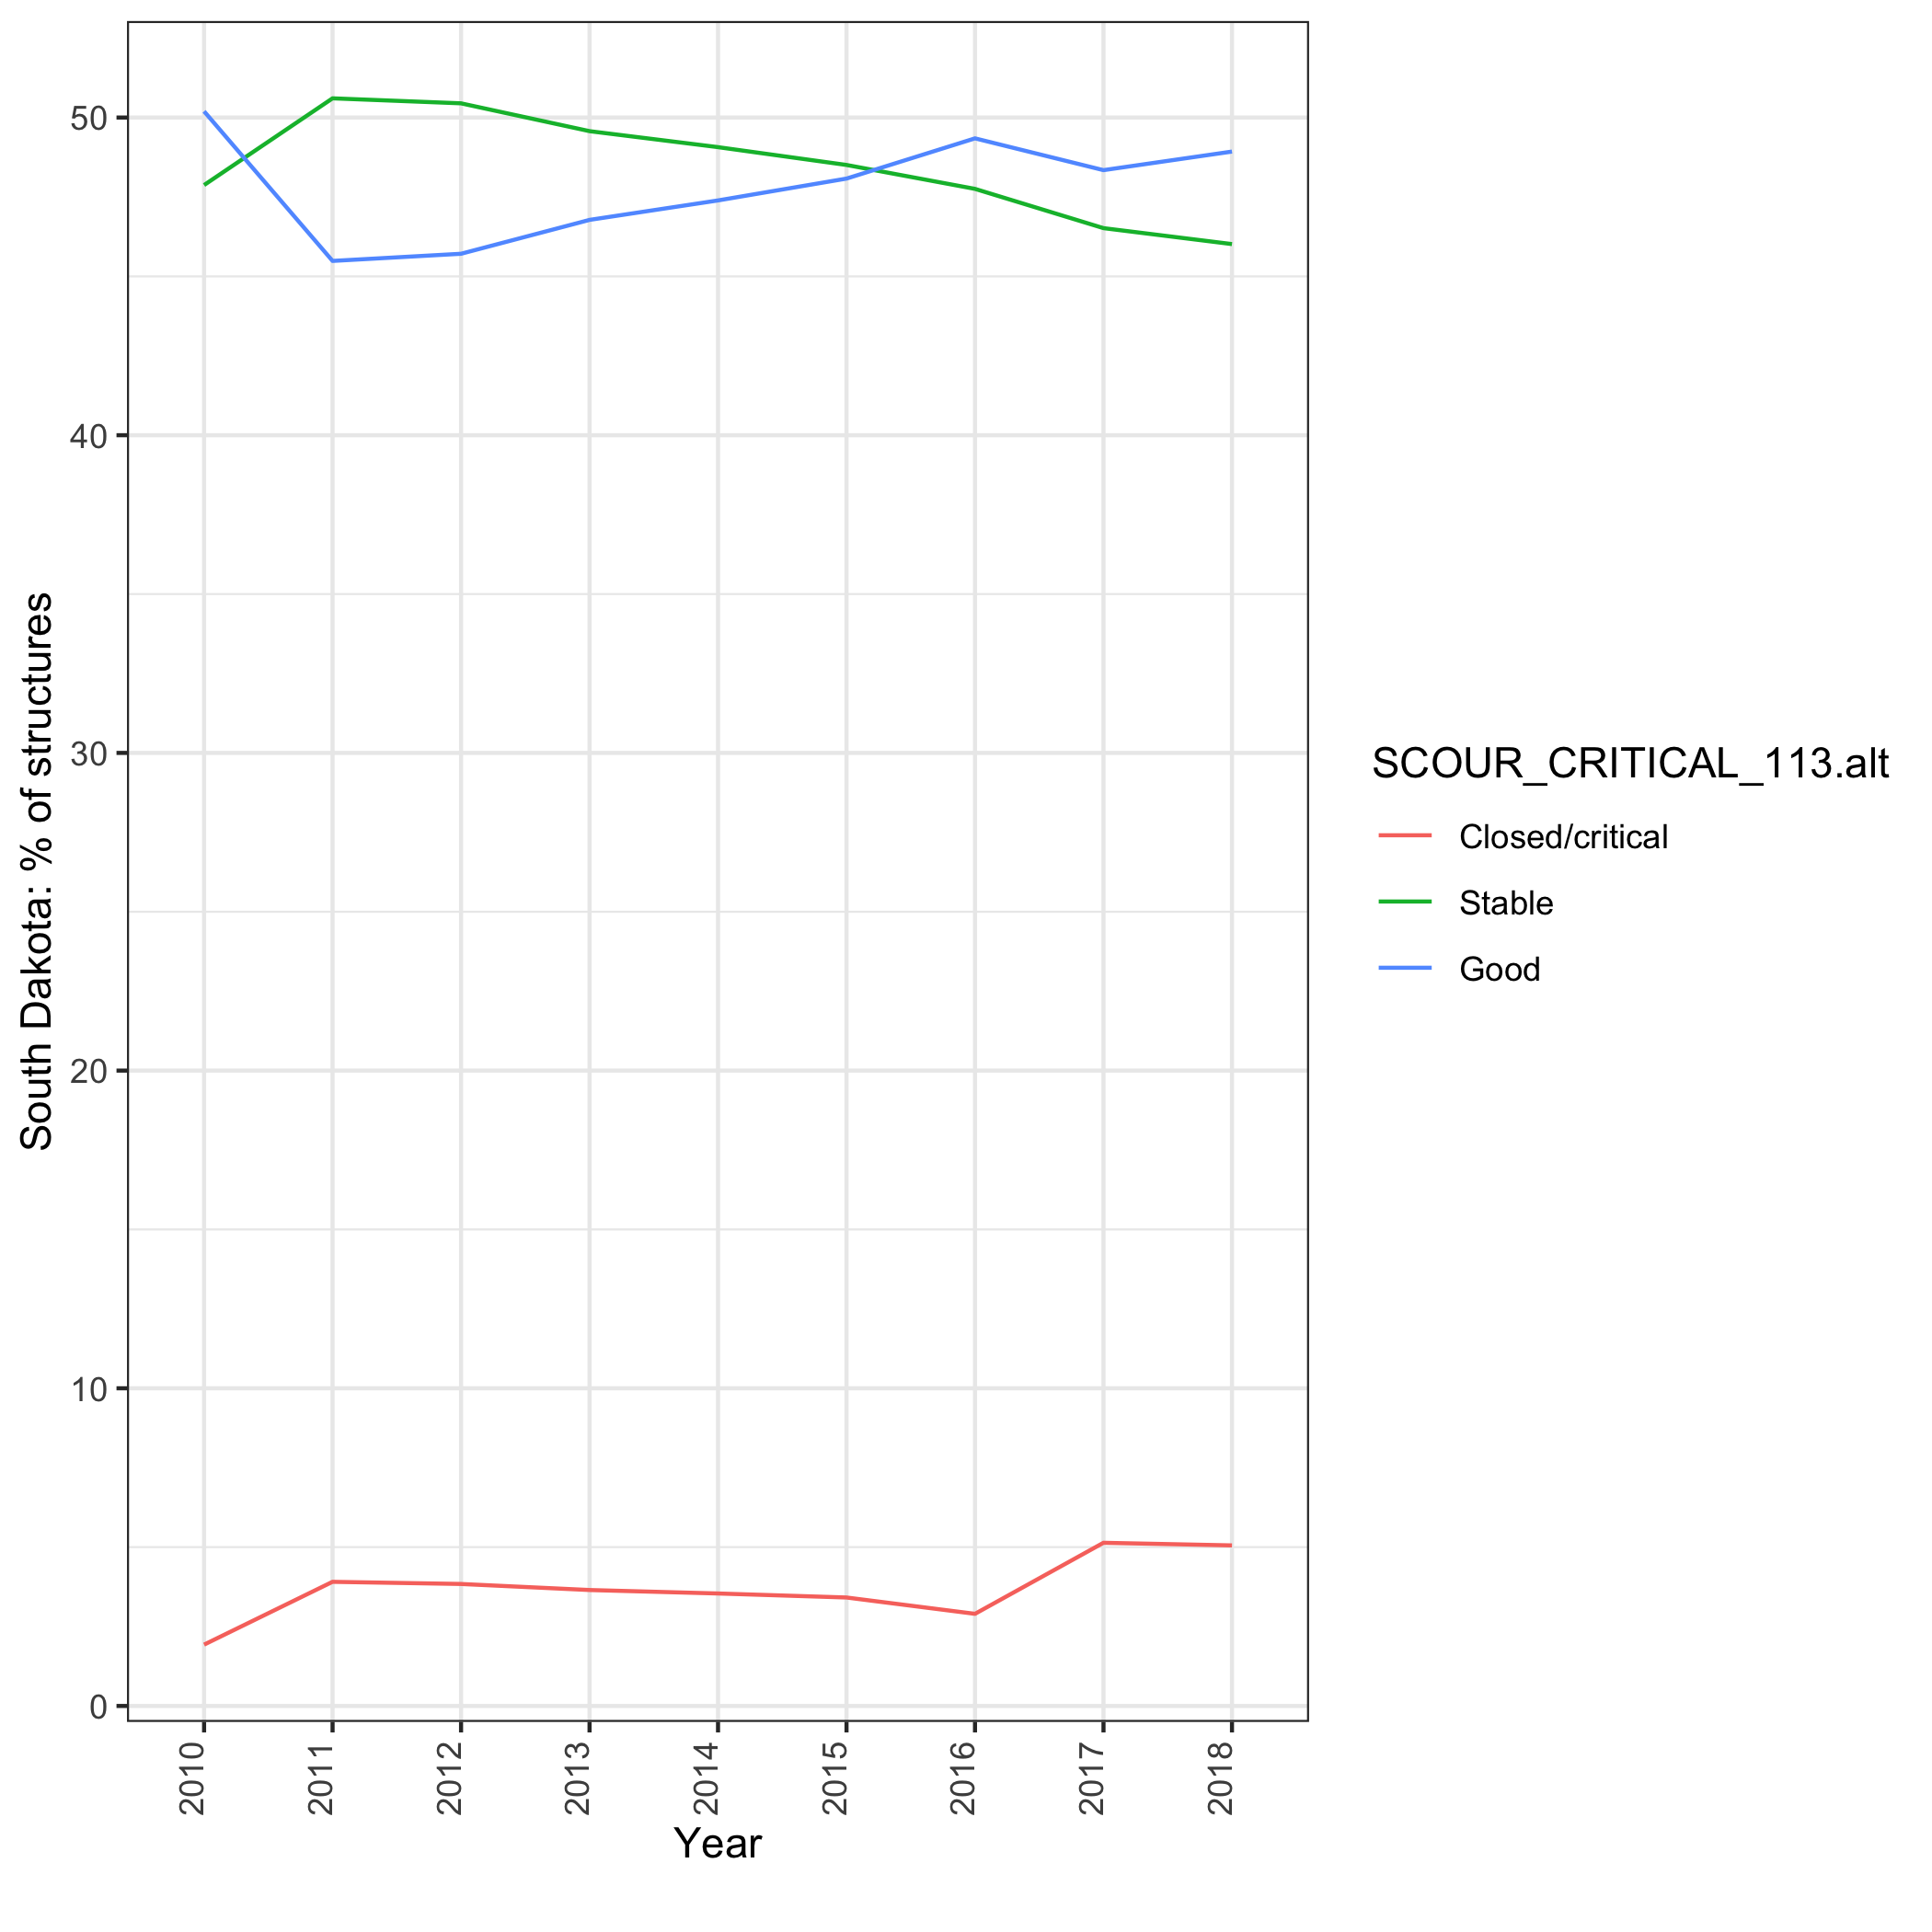 South Dakota: % of structures
50
40
30
20
10
0
2010
2011
2012
2013
2014
2015
2016
2017
2018
Year
SCOUR_CRITICAL_113.alt
Closed/critical
Stable
Good